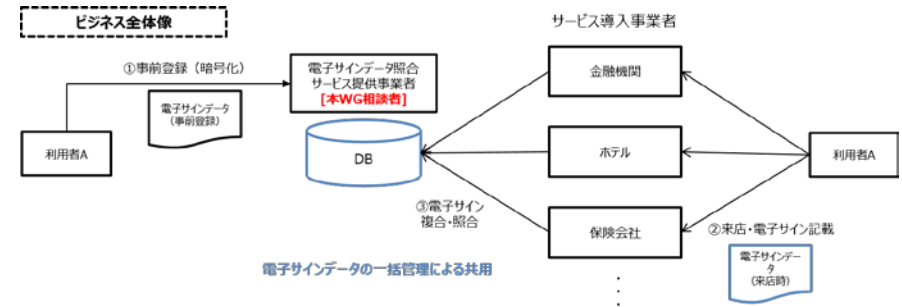 ビジネス全体像
サービス導入事業者
①事前登録（暗号化）
電子サインデータ照合
サービス提供事業者
[本WG相談者]
電子サインデータ
（事前登録）
利用者A
DB
金融機関
ホテル
保険会社
利用者A
③電子サイン
複合・照合
②来店・電子サイン記載
電子サインデー
タ
（来店時）
電子サインデータの一括管理による共用
・
・
・